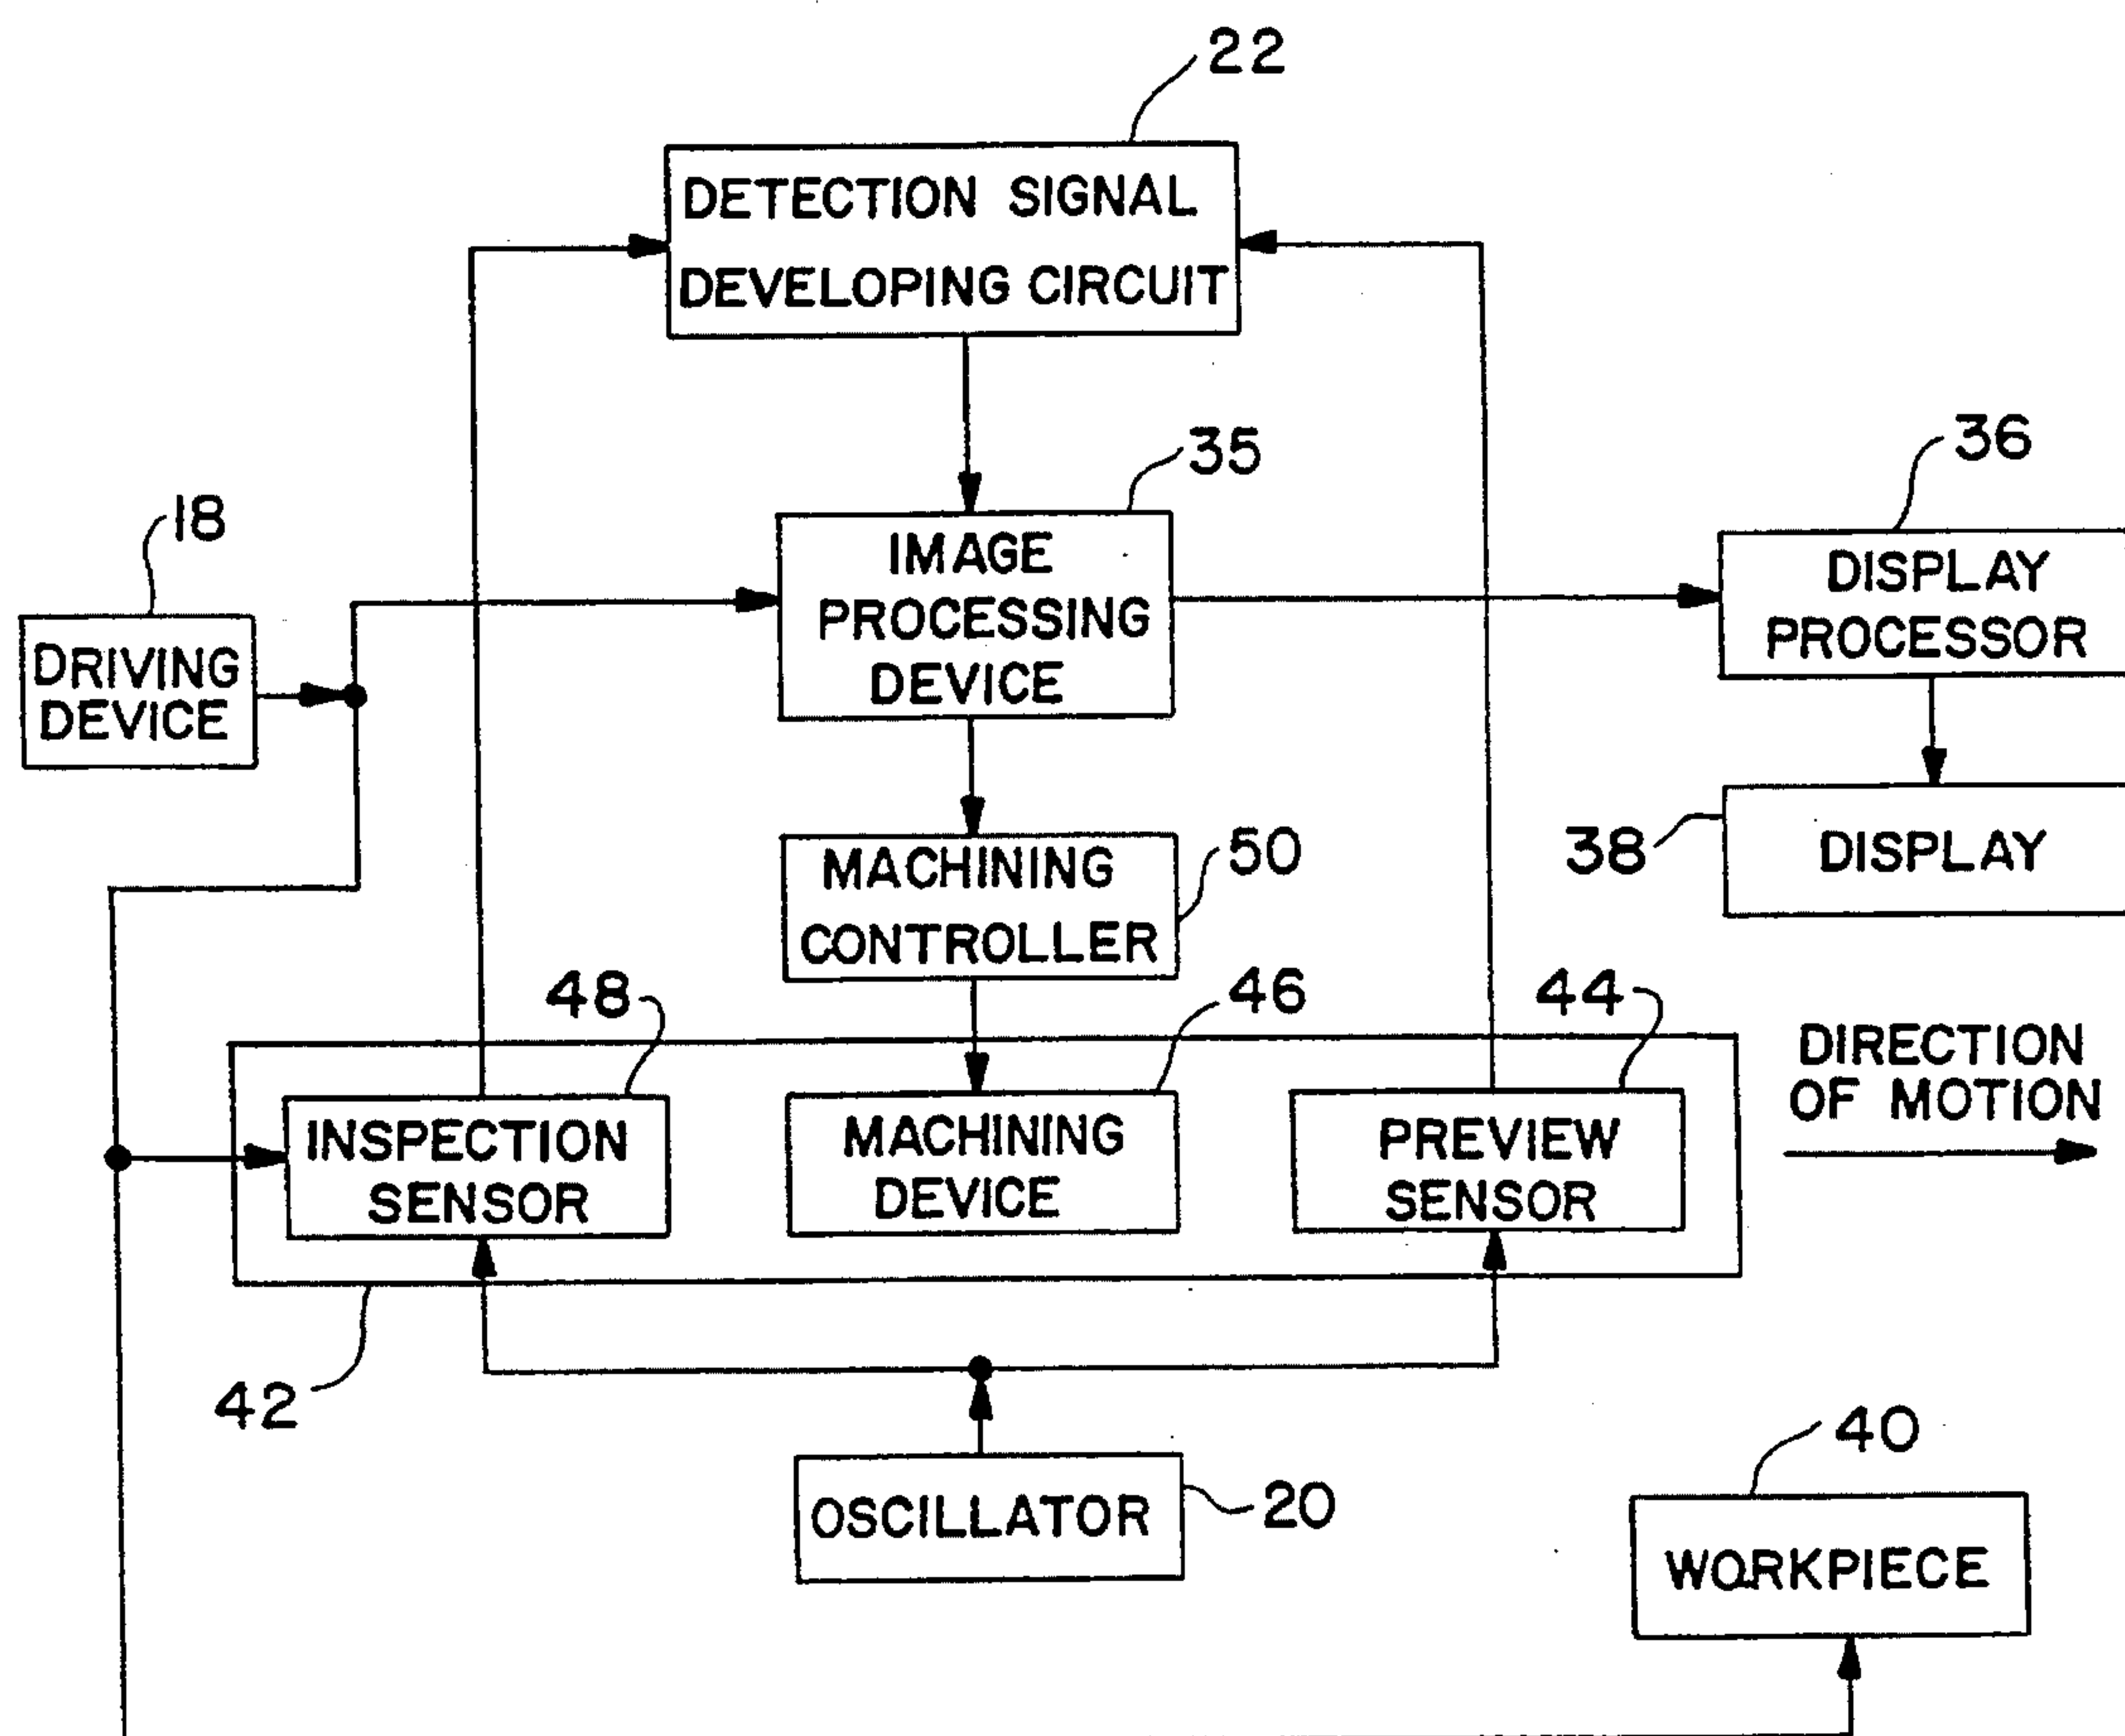 22
DETECTION SIGNAL
DEVELOPING CIRCUIT
35
IMAGE
PROCESSING
DEVICE
36
DISPLAY
PROCESSOR
18
DRIVING
DEVICE
38
DISPLAY
50
MACHINING
CONTROLLER
48
46
44
DIRECTION
OF MOTION
INSPECTION
SENSOR
MACHINING
DEVICE
PREVIEW
SENSOR
42
OSCILLATOR
20
40
WORKPIECE